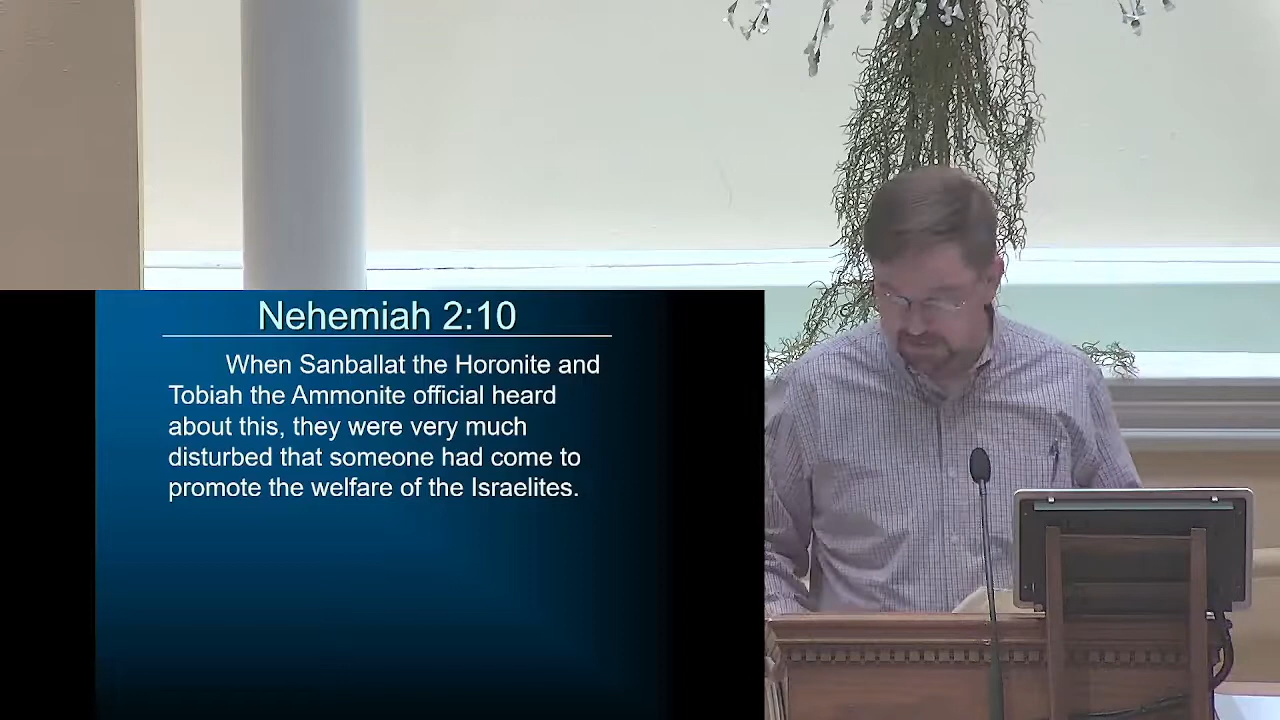 Nehemiah 2:10
When Sanballat the Horonite and
Tobiah the Ammonite official heard
about this, they were very much
disturbed that someone had come to
promote the welfare of the Israelites.